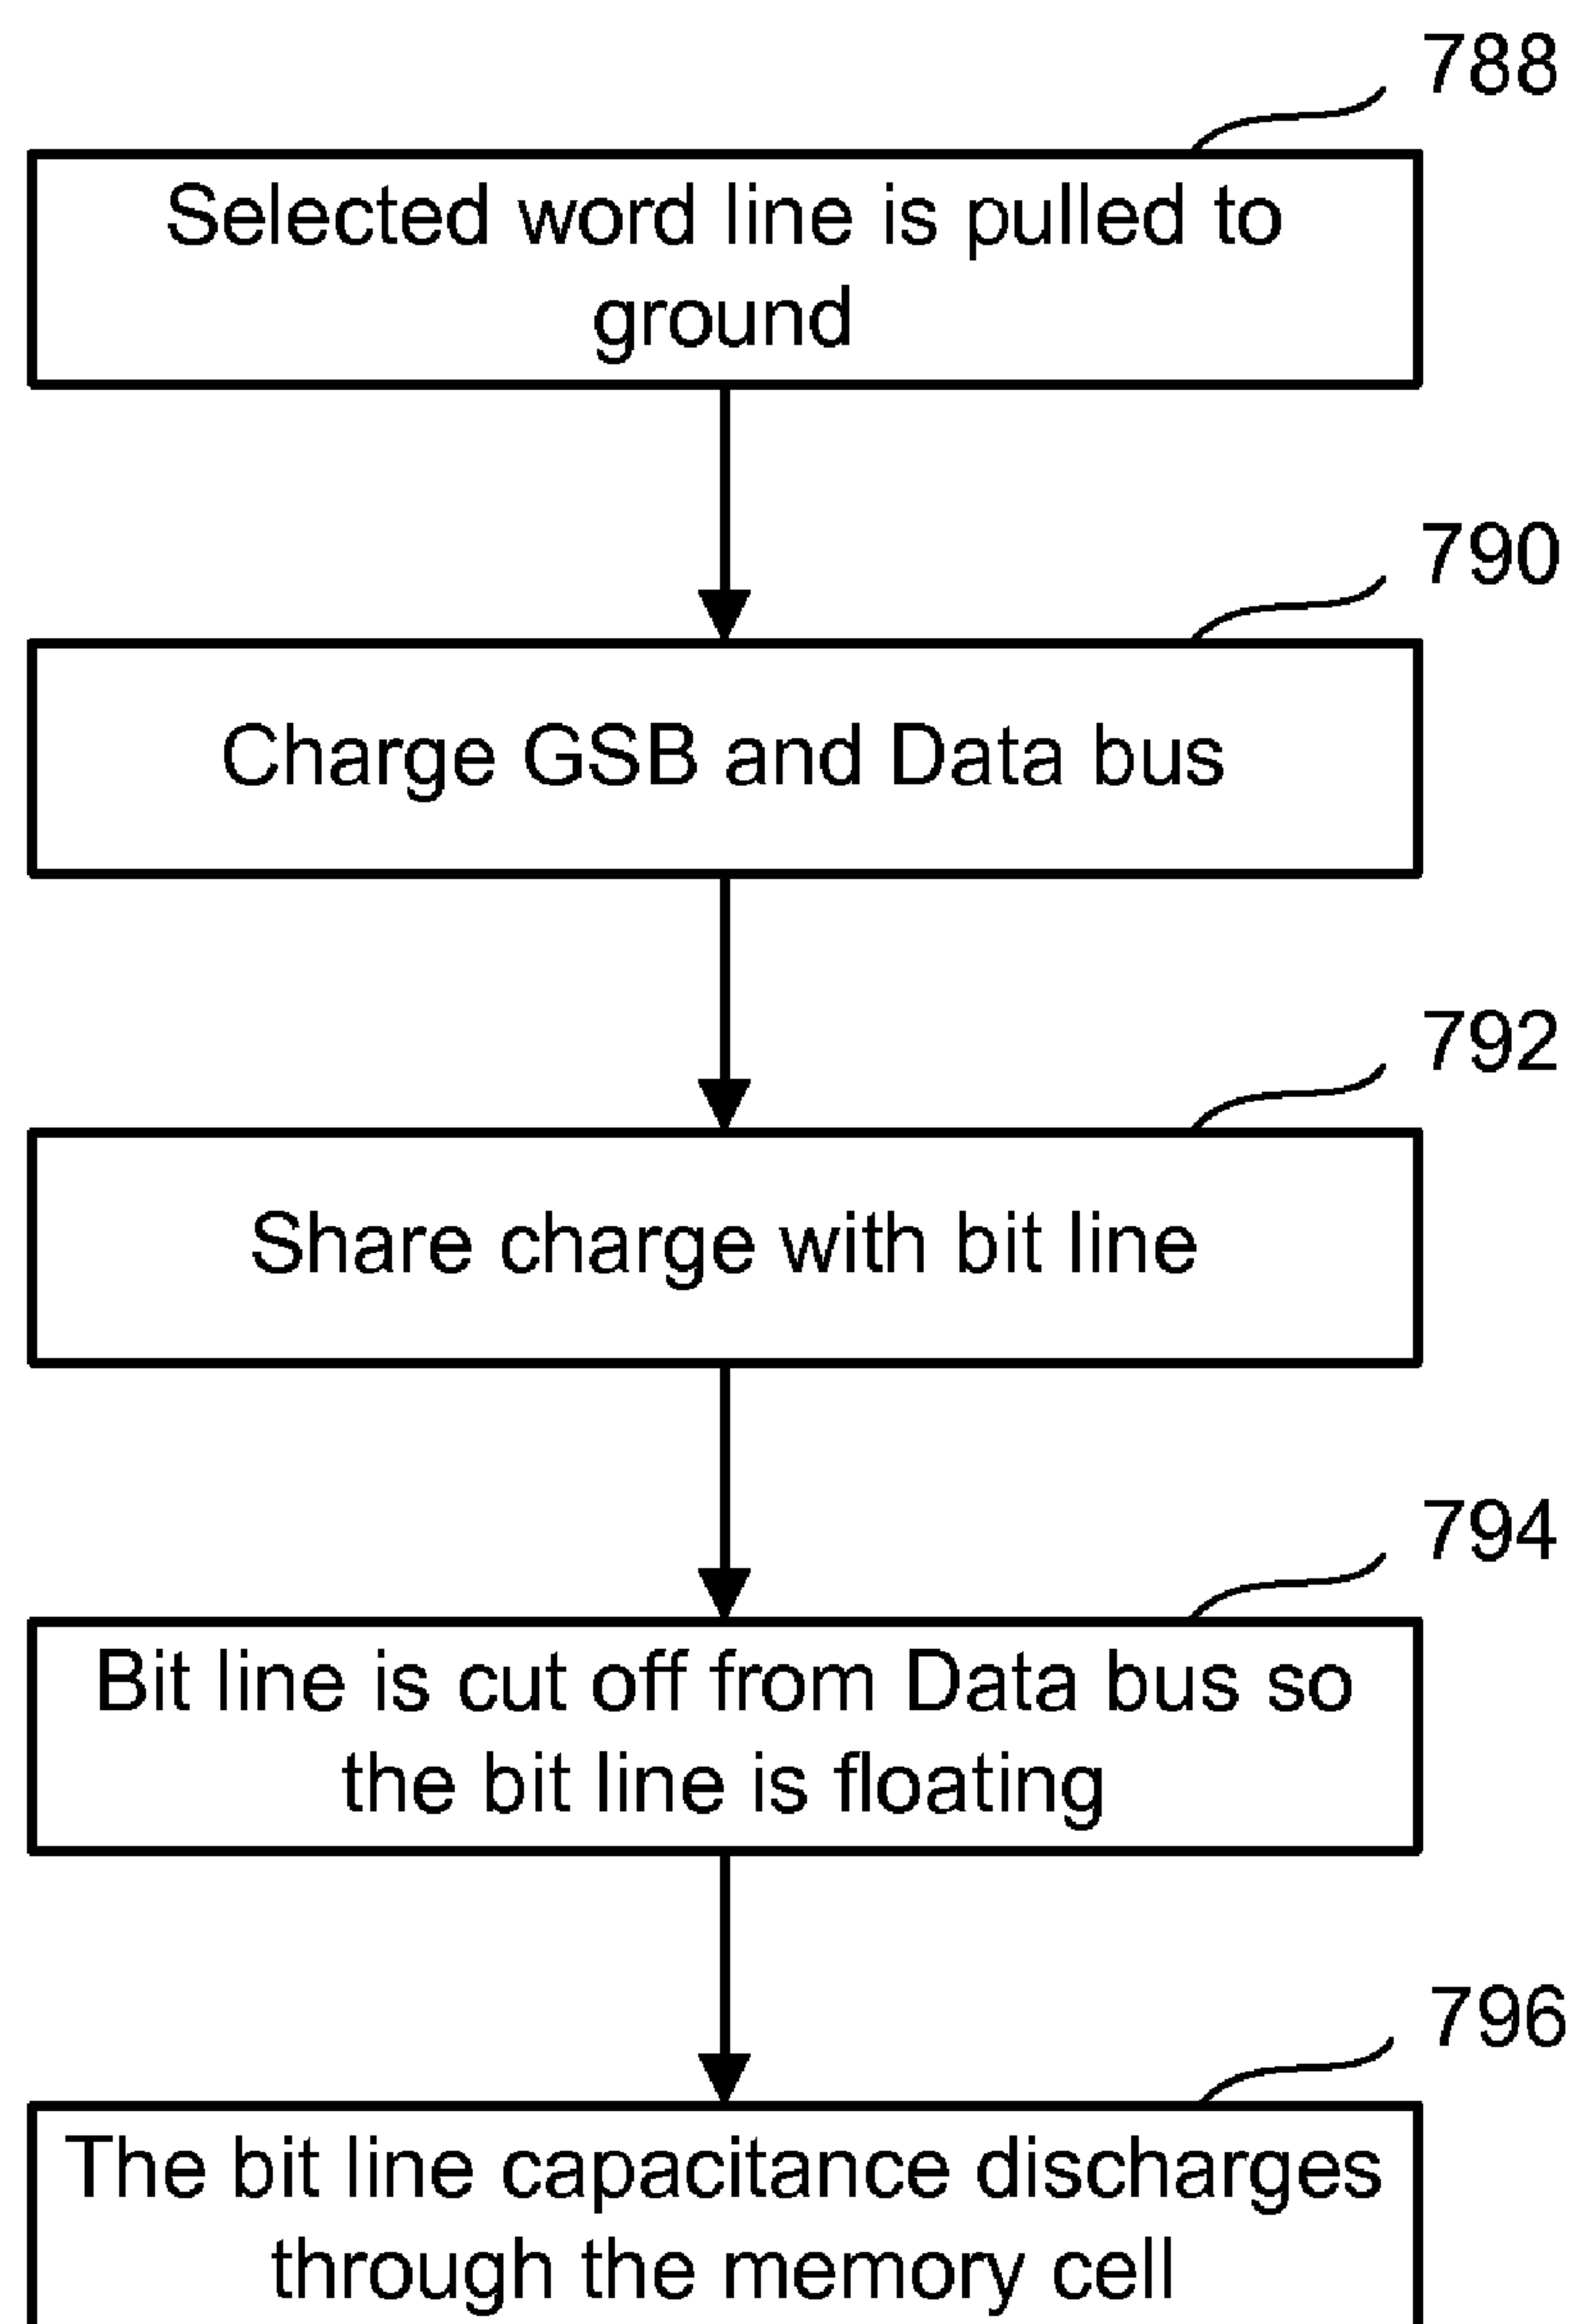 788
Selected word line is pulled to
ground
790
Charge GSB and Data bus
792
Share charge with bit line
794
Bit line is cut off from Data bus so
the bit line is floating
796
The bit line capacitance discharges
through the memory cell